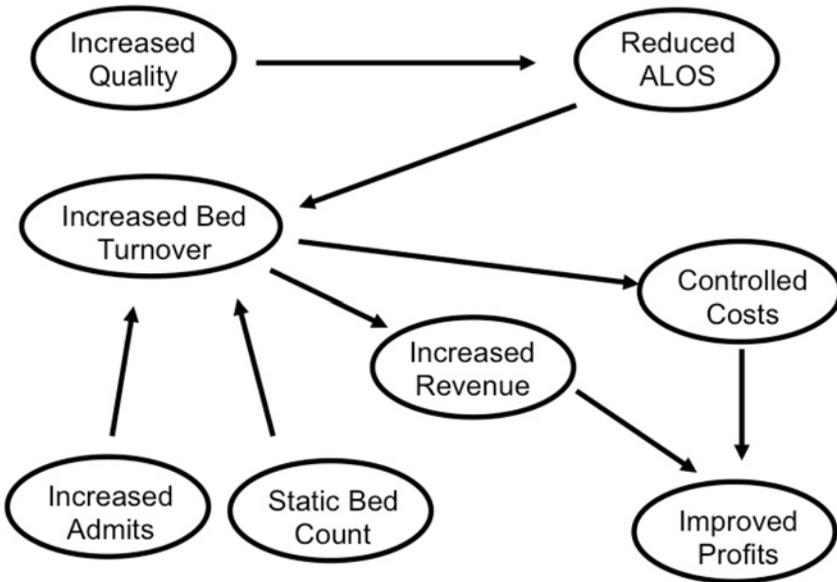 Increased
Quality
Reduced
ALOS
Increased Bed
Turnover
Controlled
Costs
Increased
Revenue
Increased
Admits
Static Bed
Count
Improved
Profits